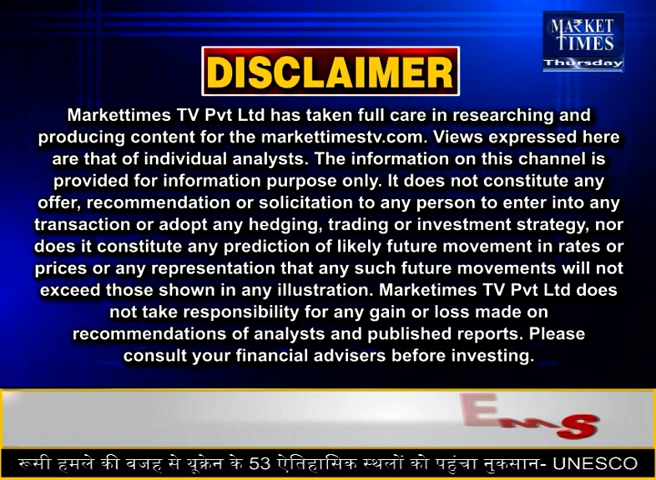 MARKET
TIMES
Thursday
DISCLAIMER
Markettimes TV Pvt Ltd has taken full care in researching and
producing content for the markettimestv.com. Views expressed here
are that of individual analysts. The information on this channel is
provided for information purpose only. It does not constitute any
offer, recommendation or solicitation to any person to enter into any
transaction or adopt any hedging, trading or investment strategy, nor
does it constitute any prediction of likely future movement in rates or
prices or any representation that any such future movements will not
exceed those shown in any illustration. Marketimes TV Pvt Ltd does
not take responsibility for any gain or loss made on
recommendations of analysts and published reports. Please
consult your financial advisers before investing.
EMS
रूसी हमले की वजह से यूक्रेन के 53 ऐतिहासिक स्थलों को पहुंचा नुकसान- UNESCO